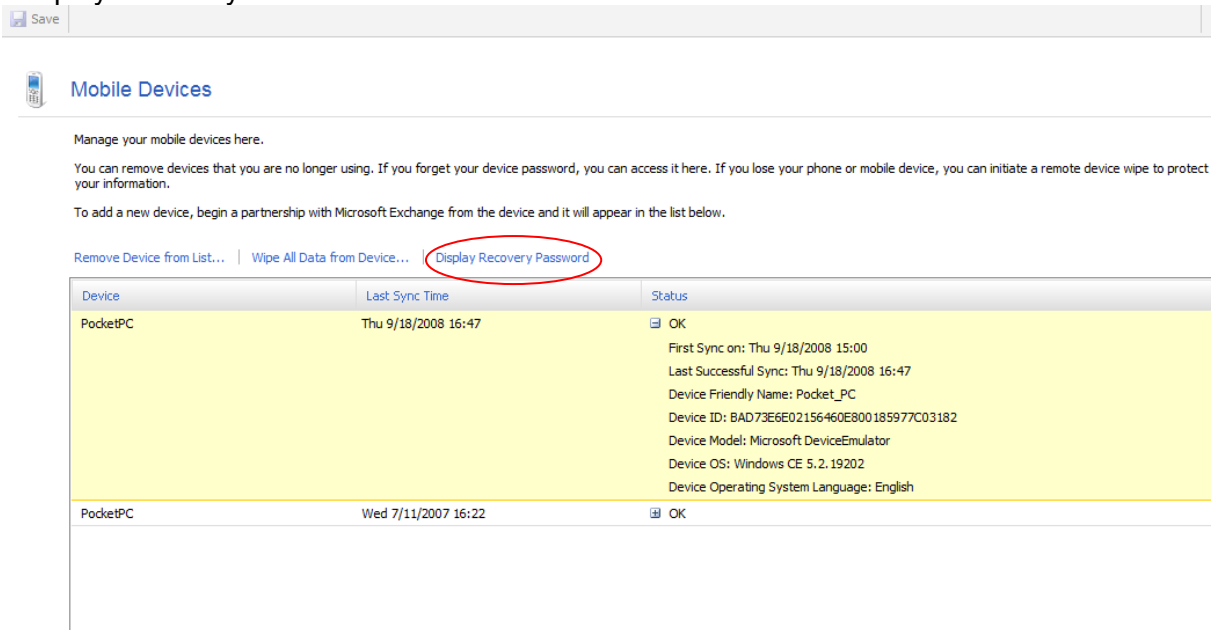 Save
Mobile Devices
Manage your mobile devices here.
You can remove devices that you are no longer using. If you forget your device password, you can access it here. If you lose your phone or mobile device, you can initiate a remote device wipe to protect
your information.
To add a new device, begin a partnership with Microsoft Exchange from the device and it will appear in the list below.
Remove Device from List... | Wipe All Data from Device... | Display Recovery Password
Device Last Sync Time Status
PocketPC Thu 9/18/2008 16:47 OK
First Sync on: Thu 9/18/2008 15:00
Last Successful Sync: Thu 9/18/2008 16:47
Device Friendly Name: Pocket_PC
Device ID: BAD73E6E02156460E800185977C03182
Device Model: Microsoft DeviceEmulator
Device OS: Windows CE 5.2.19202
Device Operating System Language: English
PocketPC Wed 7/11/2007 16:22 OK